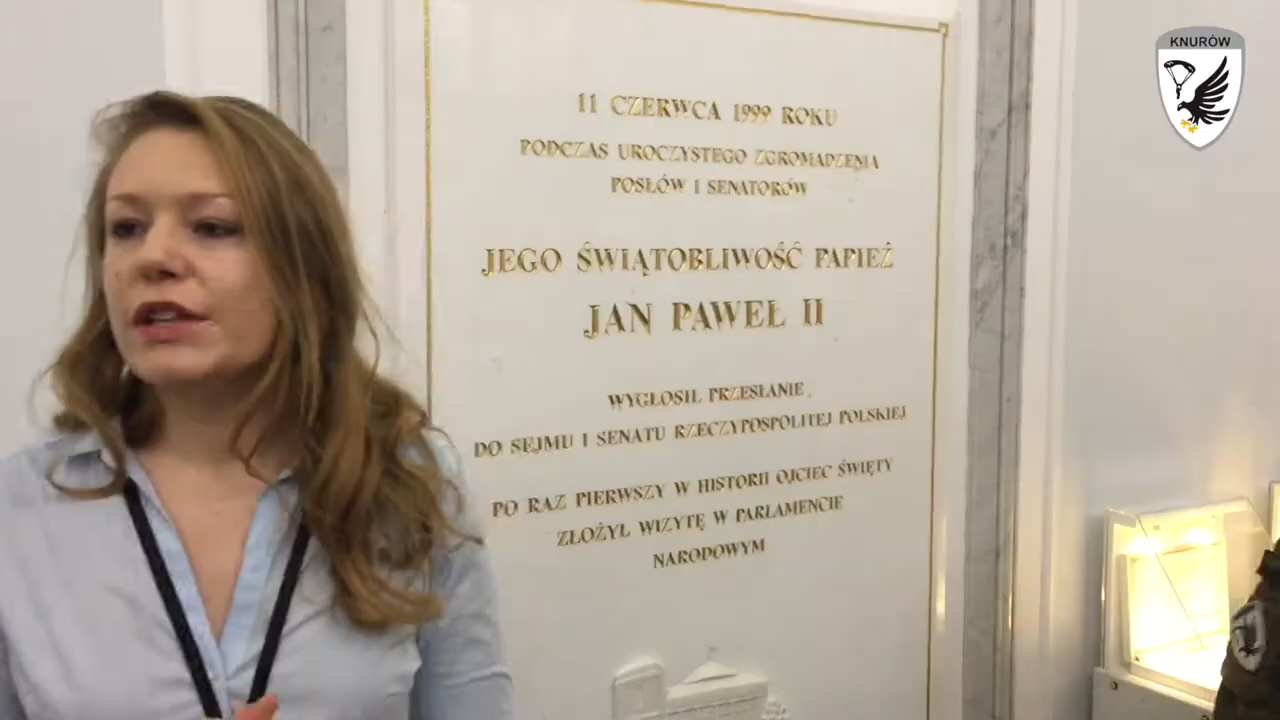 KNURÓW
11 CZERWCA 1999 ROKU
PODCZAS UROCZYSTEGO ZGROMADZENIA
POSŁÓW I SENATORÓW
JEGO ŚWIĄTOBLIWOŚĆ PAPIEŻ
JAN PAWEŁ II
WYGŁOSIŁ PRZESŁANIE
DO SEJMU I SENATU RZECZYPOSPOLITEJ POLSKIEJ
PO RAZ PIERWSZY W HISTORII OJCIEC ŚWIĘTY
ZŁOŻYŁ WIZYTĘ W PARLAMENCIE
NARODOWYM